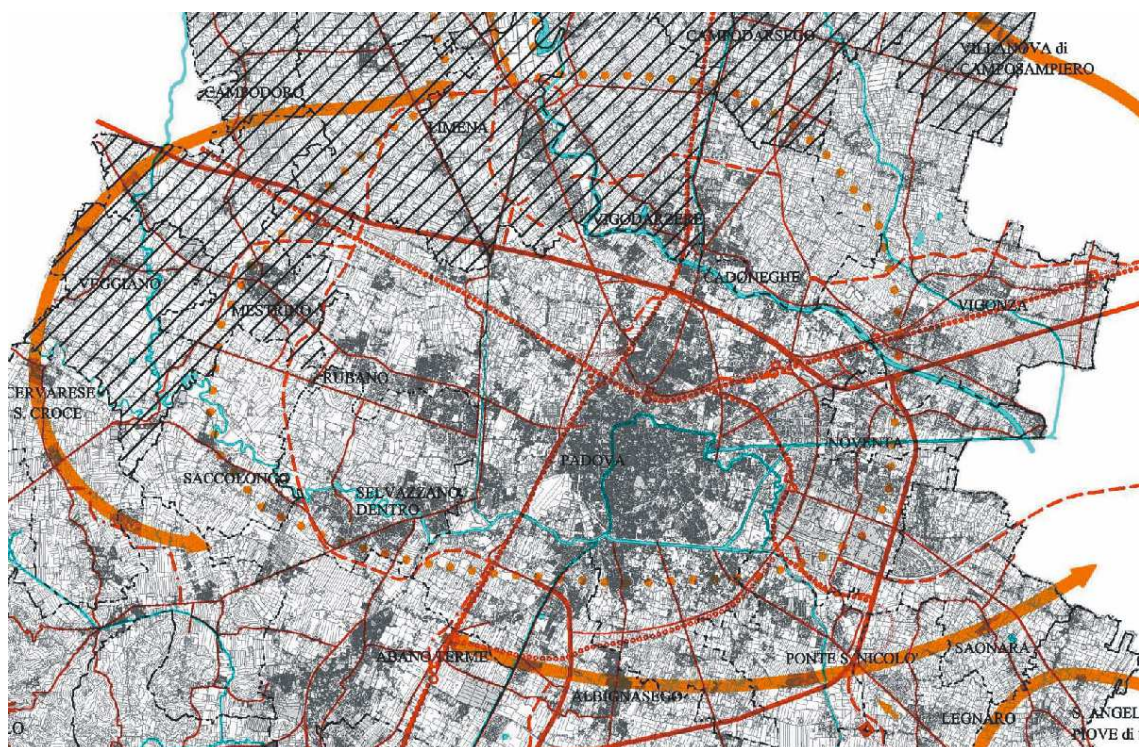 CAMPODARSEGO
VILLANOVA di
CAMPOSAMPIERO
CAMPODORO
LIMENA
VIGODARZERE
CADONEGHE
VEGGIANO
VIGONZA
MESTRINO
RUBANO
CERVARESE
S. CROCE
NOVENTA
PADOVA
SACCOLONGO
SELVAZZANO
DENTRO
ABANO TERME
PONTE S. NICOLO'
SAONARA
ALBIGNASEGO
LEGNARO
S. ANGEL
PIOVE di
LO